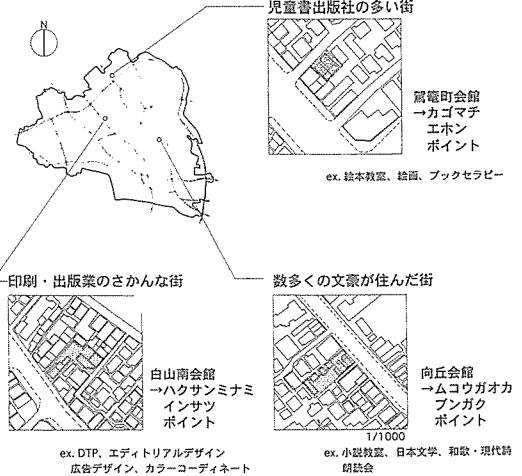 児童書出版社の多い街
N
駕篭町会館
→カゴマチ
エホン
ポイント
ex. 絵本教室、絵画、ブックセラピー
印刷・出版業のさかんな街
数多くの文豪が住んだ街
白山南会館
→ハクサンミナミ
インサツ
ポイント
向丘会館
→ムコウガオカ
ブンガク
ポイント
1/1000
ex. DTP、エディトリアルデザイン
広告デザイン、カラーコーディネート
ex. 小説教室、日本文学、和歌・現代詩
朗読会